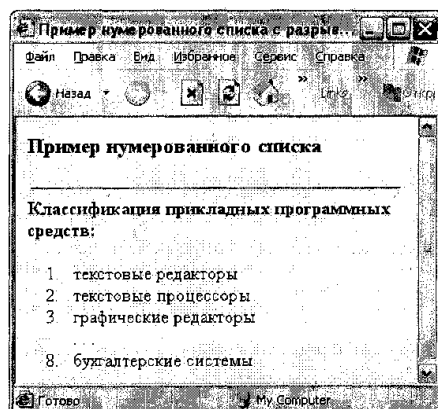 Пример нумерованного списка с разрыв...
Файл Правка Вид Избранное Сервис Справка »
Назад » Links »
Пример нумерованного списка
Классификация прикладных программных
средств:
1. текстовые редакторы
2. текстовые процессоры
3. графические редакторы
...
8. бухгалтерские системы
Готово My Computer